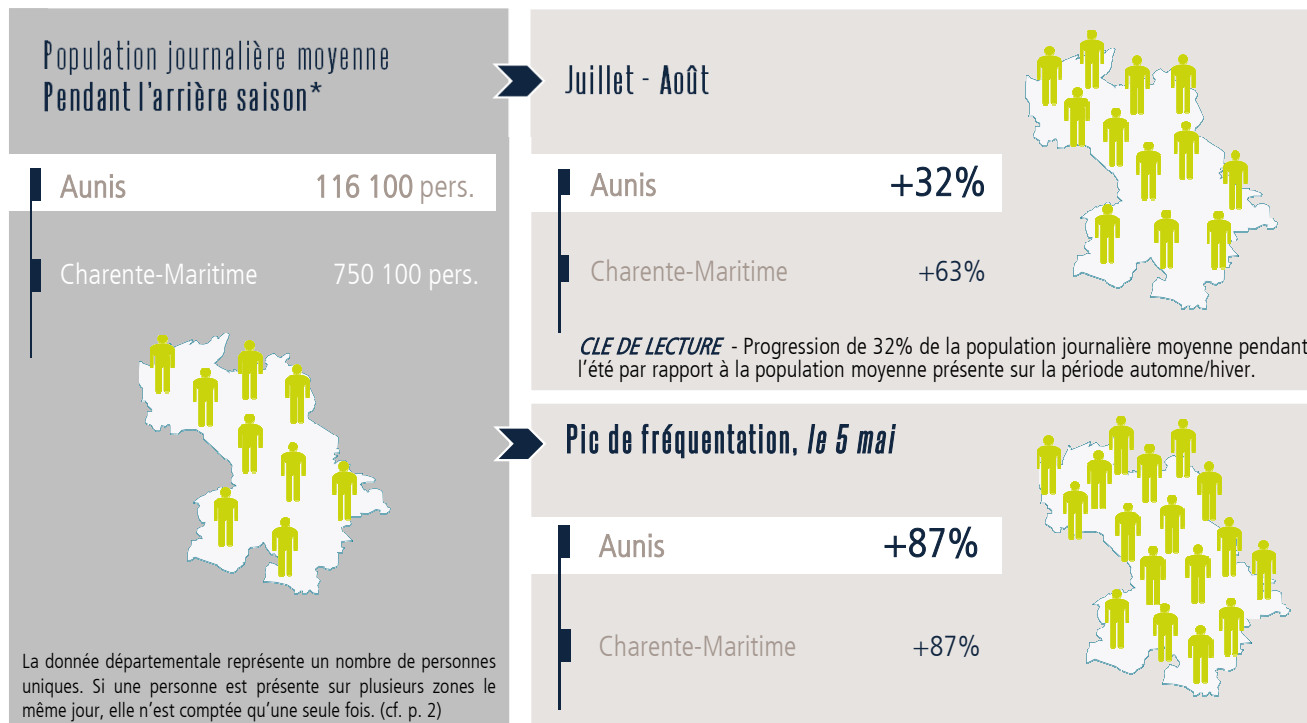 Population journalière moyenne
Pendant l'arrière saison*
Aunis 116 100 pers.
Charente-Maritime 750 100 pers.
La donnée départementale représente un nombre de personnes
uniques. Si une personne est présente sur plusieurs zones le
même jour, elle n'est comptée qu'une seule fois. (cf. p. 2)
Juillet - Août
Aunis +32%
Charente-Maritime +63%
CLE DE LECTURE - Progression de 32% de la population journalière moyenne pendant
l'été par rapport à la population moyenne présente sur la période automne/hiver.
Pic de fréquentation, le 5 mai
Aunis +87%
Charente-Maritime +87%